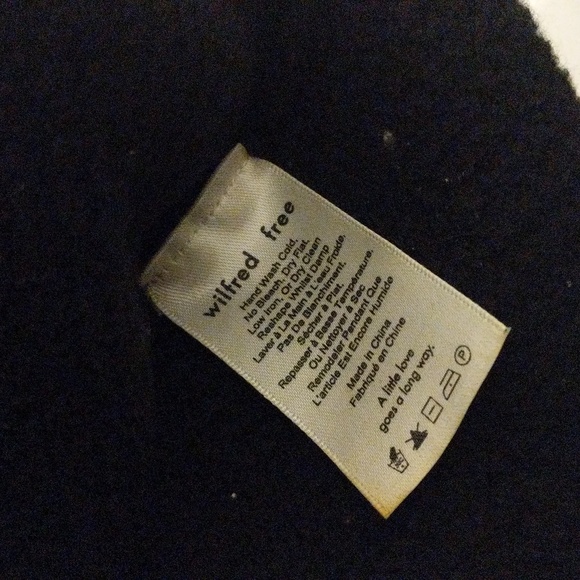 wilfred free
Hand Wash Cold.
No Bleach, Dry Flat.
Low Iron, Or Dry Clean
Reshape Whilst Damp
Laver à La Main à L'eau Froide.
Pas De Blanchiment.
Sécher à Plat.
Repasser à Basse Température.
Ou Nettoyer à Sec
Remodeler Pendant Que
L'article Est Encore Humide
Made in China
Fabriqué en Chine
A little love
goes a long way.
P